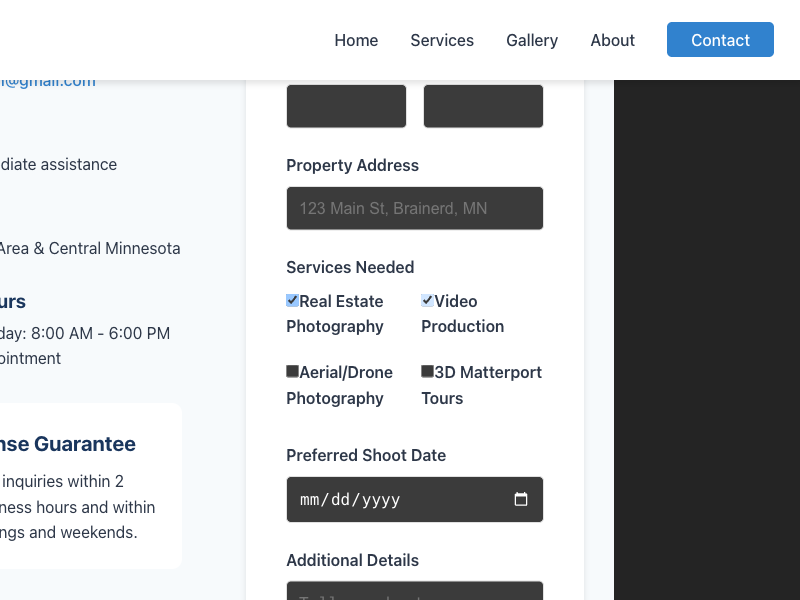 Home Services Gallery About Contact
@gmail.com
diate assistance
Area & Central Minnesota
urs
day: 8:00 AM - 6:00 PM
ointment
nse Guarantee
inquiries within 2
ness hours and within
ngs and weekends.
Property Address
123 Main St, Brainerd, MN
Services Needed
Real Estate Photography
Video Production
Aerial/Drone Photography
3D Matterport Tours
Preferred Shoot Date
mm/dd/yyyy
Additional Details